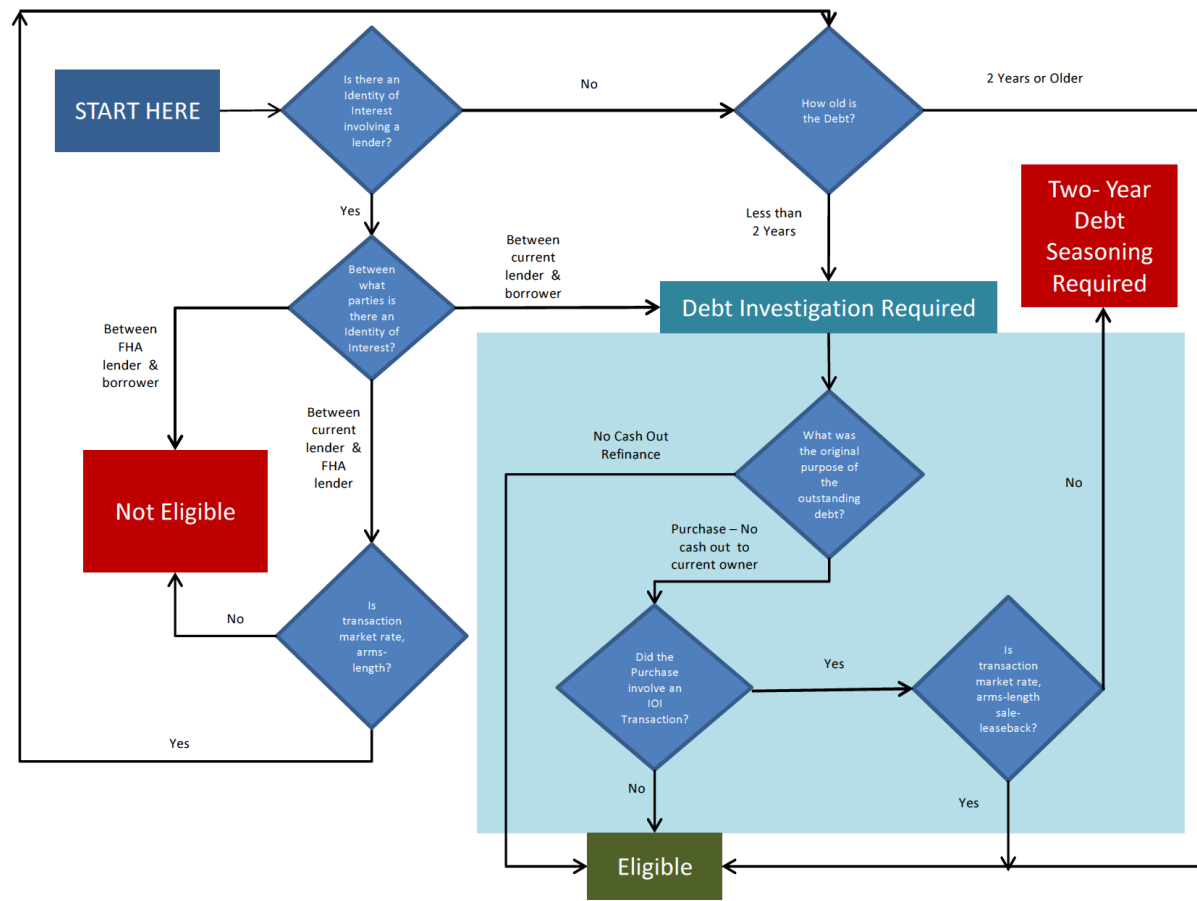 START HERE
Is there an
Identity of
Interest
involving a
lender?
No
How old is
the Debt?
2 Years or Older
Yes
Less than
2 Years
Two- Year
Debt
Seasoning
Required
Between
what
parties is
there an
Identity of
Interest?
Between
current
lender &
borrower
Debt Investigation Required
Between
FHA
lender &
borrower
Between
current
lender &
FHA
lender
No Cash Out
Refinance
What was
the original
purpose of
the
outstanding
debt?
No
Not Eligible
Purchase – No
cash out to
current owner
Is
transaction
market rate,
arms-
length?
No
Did the
Purchase
involve an
IOI
Transaction?
Yes
Is
transaction
market rate,
arms-length
sale-
leaseback?
Yes
No
Yes
Eligible